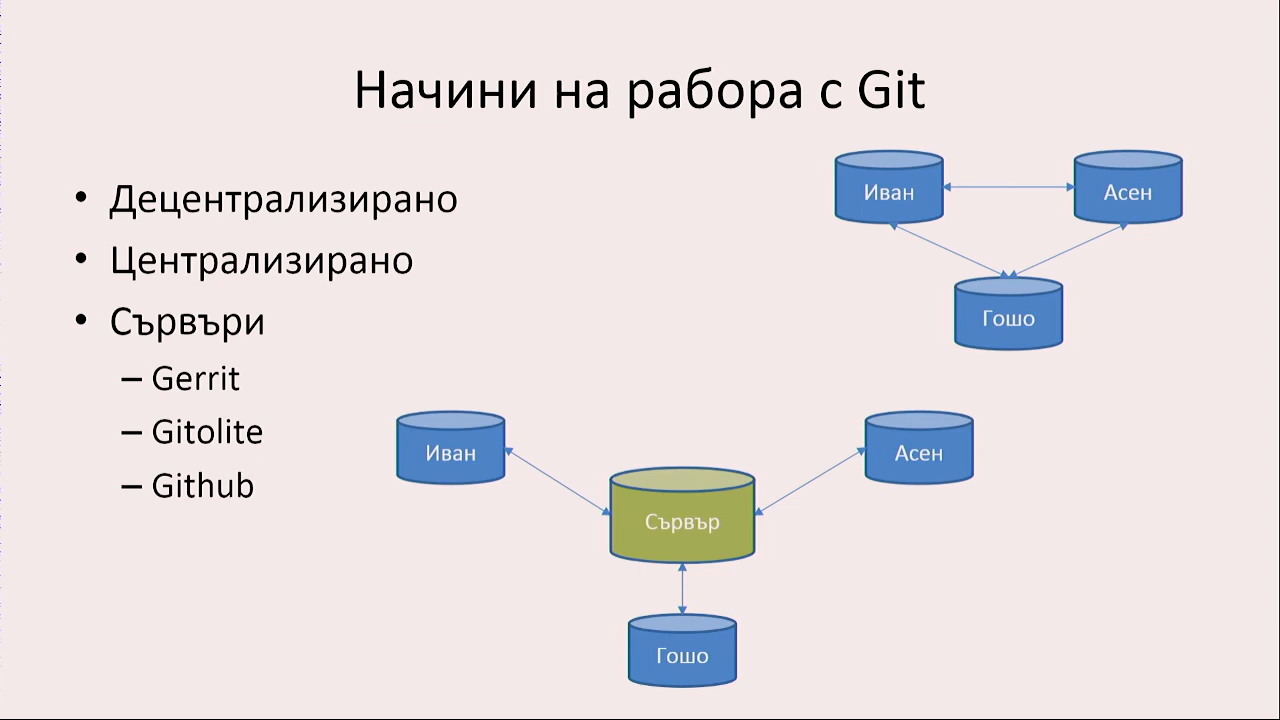 Начини на рабора с Git
• Децентрализирано
• Централизирано
• Сървъри
– Gerrit
– Gitolite
– Github
Иван
Асен
Гошо
Иван
Асен
Сървър
Гошо